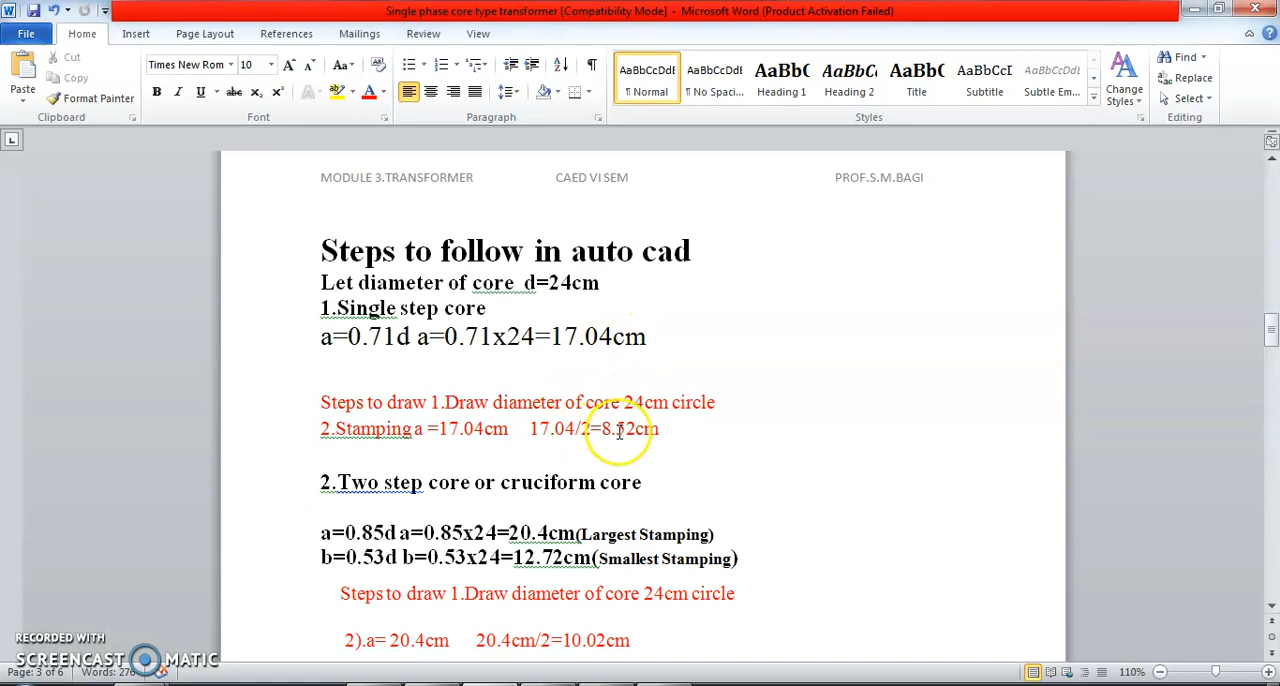 Single phase core type transformer [Compatibility Mode] - Microsoft Word (Product Activation Failed)
File Home Insert Page Layout References Mailings Review View
Cut
Copy
Format Painter
Paste
Clipboard
Times New Rom 10
Font
Paragraph
AaBbCcDdE AaBbCcDdE AaBbC AaBbCc AaBbC AaBbCcD AaBbCcDdE
¶ Normal ¶ No Spaci... Heading 1 Heading 2 Title Subtitle Subtle Em...
Styles
Change Styles
Find
Replace
Select
Editing
MODULE 3.TRANSFORMER CAED VI SEM PROF.S.M.BAGI
Steps to follow in auto cad
Let diameter of core d=24cm
1.Single step core
a=0.71d a=0.71x24=17.04cm
Steps to draw 1.Draw diameter of core 24cm circle
2.Stamping a =17.04cm 17.04/2=8.52cm
2.Two step core or cruciform core
a=0.85d a=0.85x24=20.4cm(Largest Stamping)
b=0.53d b=0.53x24=12.72cm(Smallest Stamping)
Steps to draw 1.Draw diameter of core 24cm circle
2).a= 20.4cm 20.4cm/2=10.02cm
RECORDED WITH
SCREENCAST MATIC
Page: 3 of 6 Words: 276 110%